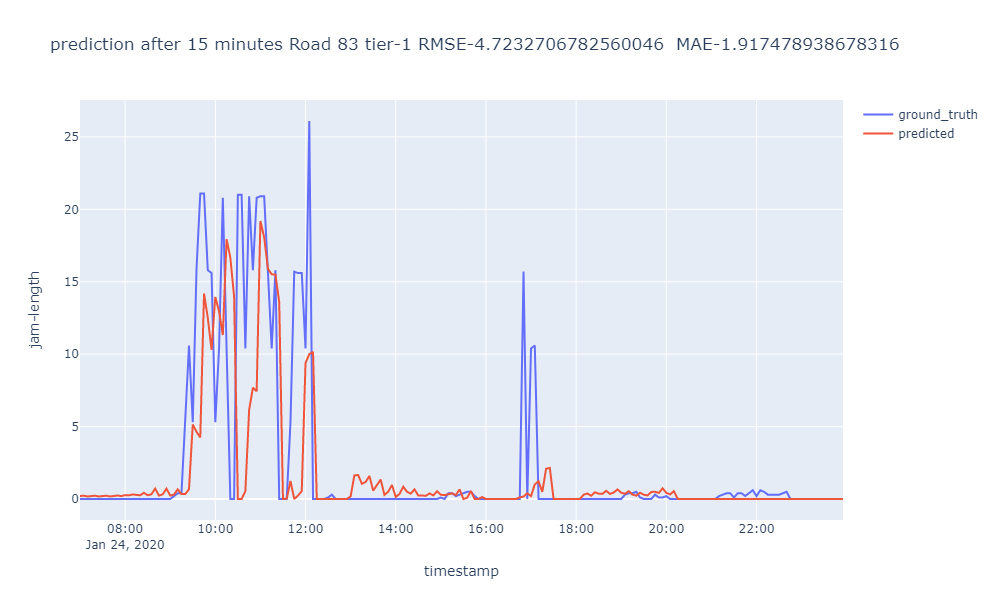 prediction after 15 minutes Road 83 tier-1 RMSE-4.7232706782560046  MAE-1.917478938678316
ground_truth
predicted
jam-length
25
20
15
10
5
0
08:00 10:00 12:00 14:00 16:00 18:00 20:00 22:00
Jan 24, 2020
timestamp